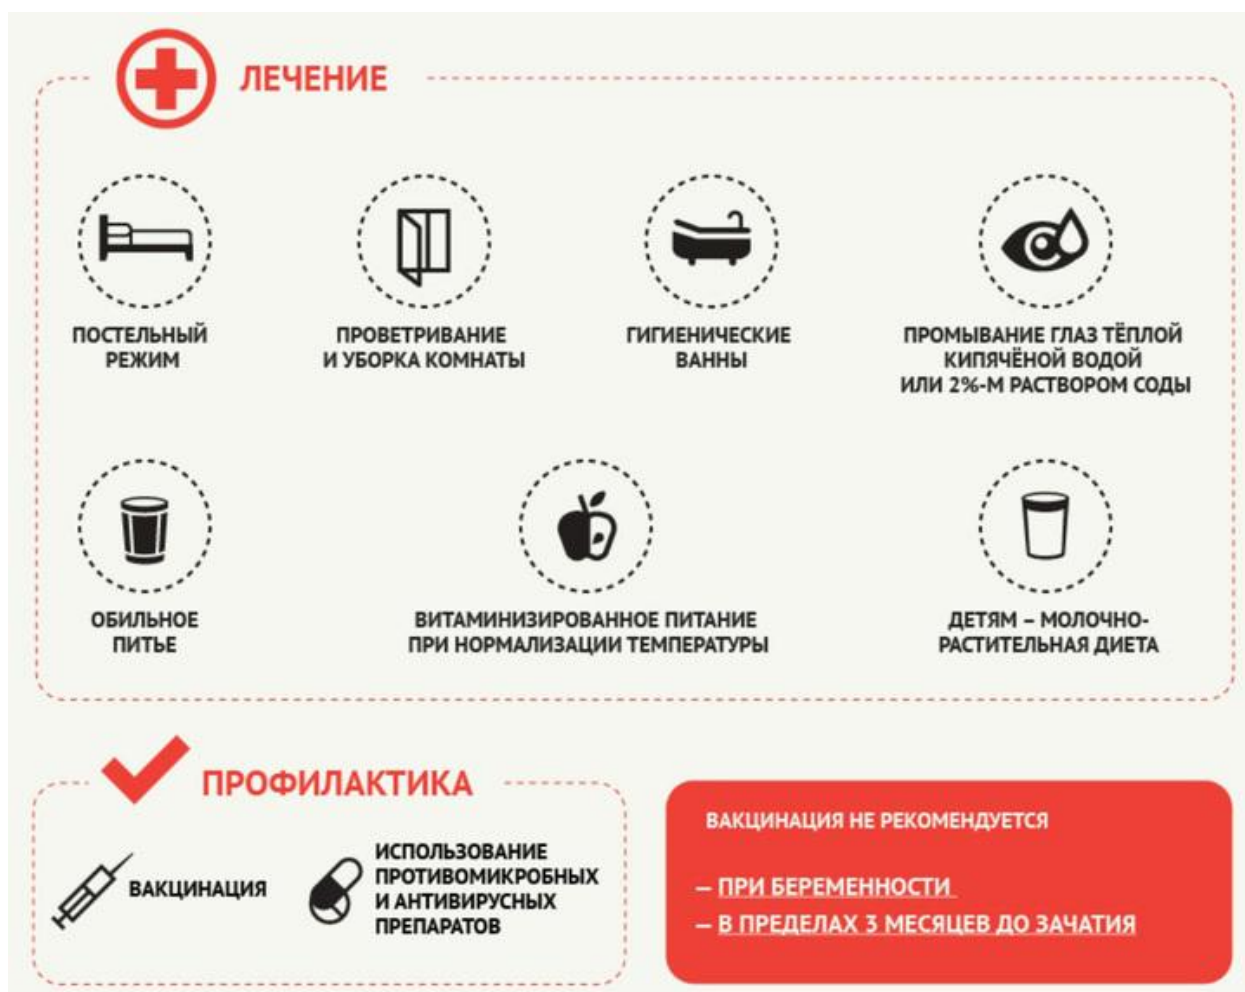 ЛЕЧЕНИЕ
ПОСТЕЛЬНЫЙ
РЕЖИМ
ПРОВЕТРИВАНИЕ
И УБОРКА КОМНАТЫ
ГИГИЕНИЧЕСКИЕ
ВАННЫ
ПРОМЫВАНИЕ ГЛАЗ ТЁПЛОЙ
КИПЯЧЁНОЙ ВОДОЙ
ИЛИ 2%-М РАСТВОРОМ СОДЫ
ОБИЛЬНОЕ
ПИТЬЕ
ВИТАМИНИЗИРОВАННОЕ ПИТАНИЕ
ПРИ НОРМАЛИЗАЦИИ ТЕМПЕРАТУРЫ
ДЕТЯМ – МОЛОЧНО-
РАСТИТЕЛЬНАЯ ДИЕТА
ПРОФИЛАКТИКА
ВАКЦИНАЦИЯ
ИСПОЛЬЗОВАНИЕ
ПРОТИВОМИКРОБНЫХ
И АНТИВИРУСНЫХ
ПРЕПАРАТОВ
ВАКЦИНАЦИЯ НЕ РЕКОМЕНДУЕТСЯ
– ПРИ БЕРЕМЕННОСТИ
– В ПРЕДЕЛАХ 3 МЕСЯЦЕВ ДО ЗАЧАТИЯ